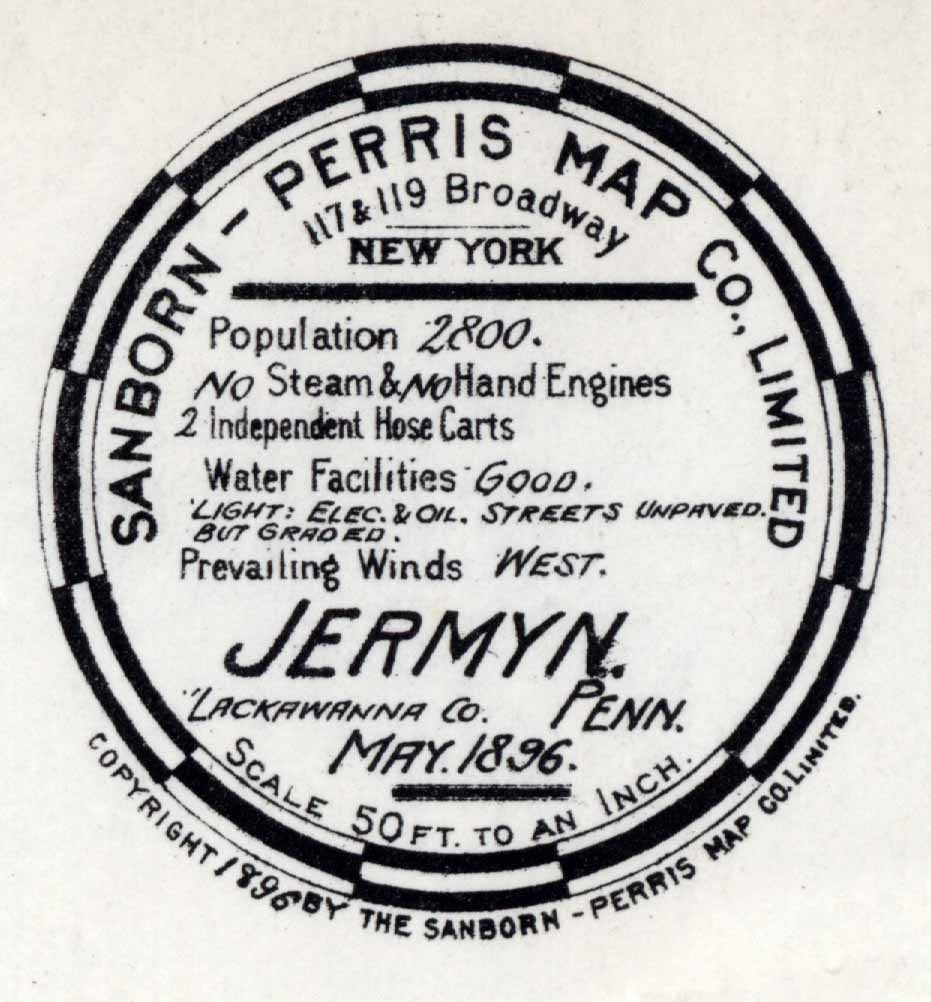 SANBORN - PERRIS MAP CO., LIMITED
117 & 119 Broadway
NEW YORK
Population 2800.
NO Steam & NO Hand Engines
2 Independent Hose Carts
Water Facilities GOOD.
LIGHT: ELEC. & OIL. STREETS UNPAVED.
BUT GRADED.
Prevailing Winds WEST.
JERMYN.
LACKAWANNA CO. PENN.
MAY. 1896.
SCALE 50 FT. TO AN INCH.
COPYRIGHT 1896 BY THE SANBORN - PERRIS MAP CO. LIMITED.